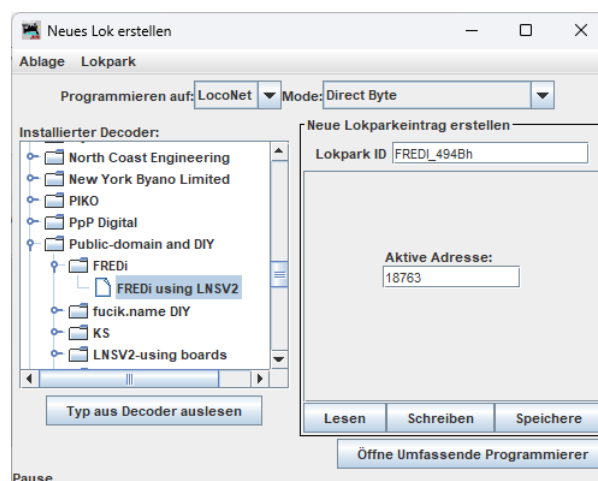 Neues Lok erstellen
Ablage Lokpark
Programmieren auf: LocoNet Mode: Direct Byte
Installierter Decoder:
North Coast Engineering
New York Byano Limited
PIKO
PpP Digital
Public-domain and DIY
FREDi
FREDi using LNSV2
fucik.name DIY
KS
LNSV2-using boards
Typ aus Decoder auslesen
Neue Lokparkeintrag erstellen
Lokpark ID FREDI_494Bh
Aktive Adresse:
18763
Lesen Schreiben Speichere
Öffne Umfassende Programmierer
Pause